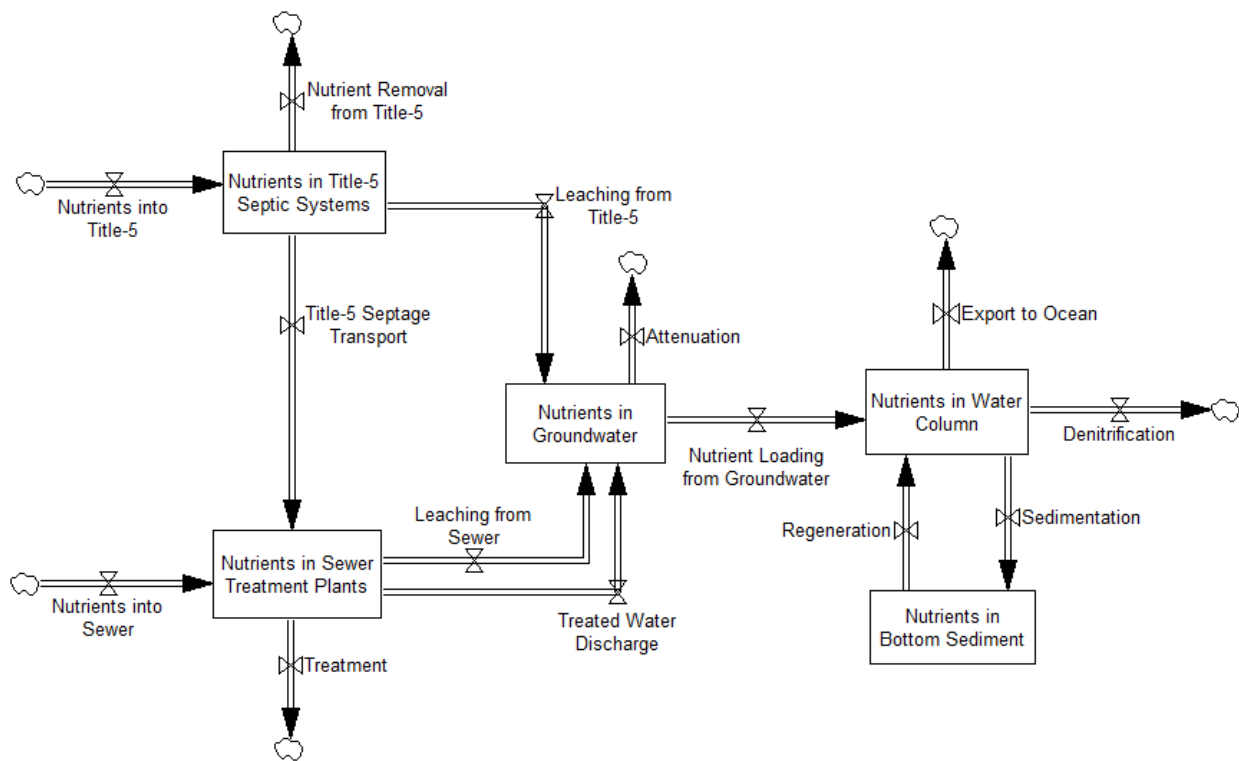 Nutrient Removal
from Title-5
Nutrients in Title-5
Septic Systems
Nutrients into
Title-5
Leaching from
Title-5
Title-5 Septage
Transport
Attenuation
Export to Ocean
Nutrients in
Groundwater
Nutrients in Water
Column
Denitrification
Nutrient Loading
from Groundwater
Leaching from
Sewer
Regeneration
Sedimentation
Nutrients in Sewer
Treatment Plants
Nutrients into
Sewer
Treated Water
Discharge
Nutrients in
Bottom Sediment
Treatment